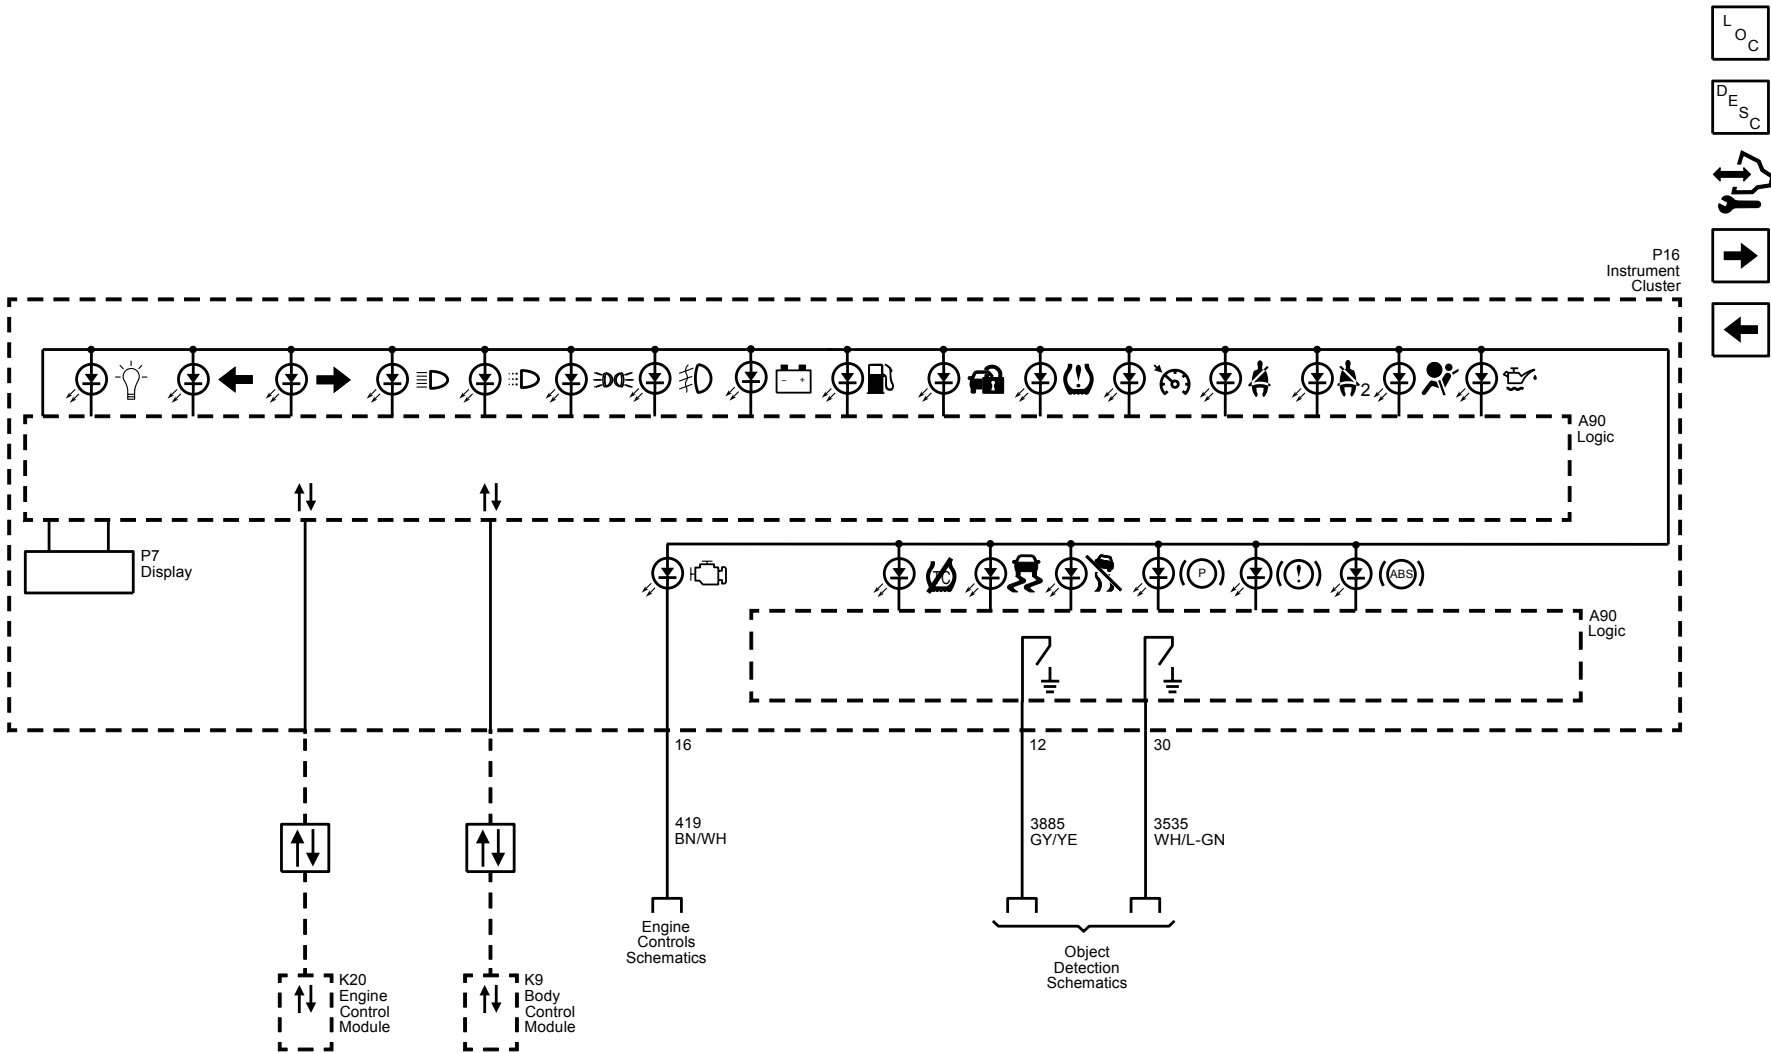 L
O
C
D
E
S
C
P16
Instrument
Cluster
2
A90
Logic
P7
Display
TC
P
!
ABS
A90
Logic
16
12
30
419
BN/WH
3885
GY/YE
3535
WH/L-GN
Engine
Controls
Schematics
Object
Detection
Schematics
K20
Engine
Control
Module
K9
Body
Control
Module